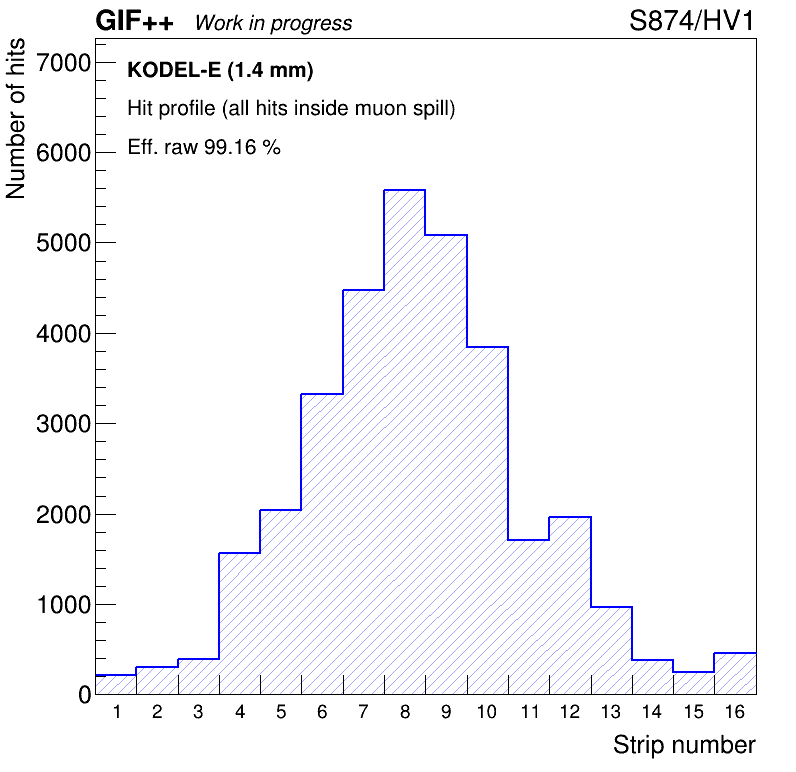 GIF++ Work in progress S874/HV1
Number of hits
KODEL-E (1.4 mm)
Hit profile (all hits inside muon spill)
Eff. raw 99.16 %
7000
6000
5000
4000
3000
2000
1000
0
1 2 3 4 5 6 7 8 9 10 11 12 13 14 15 16
Strip number